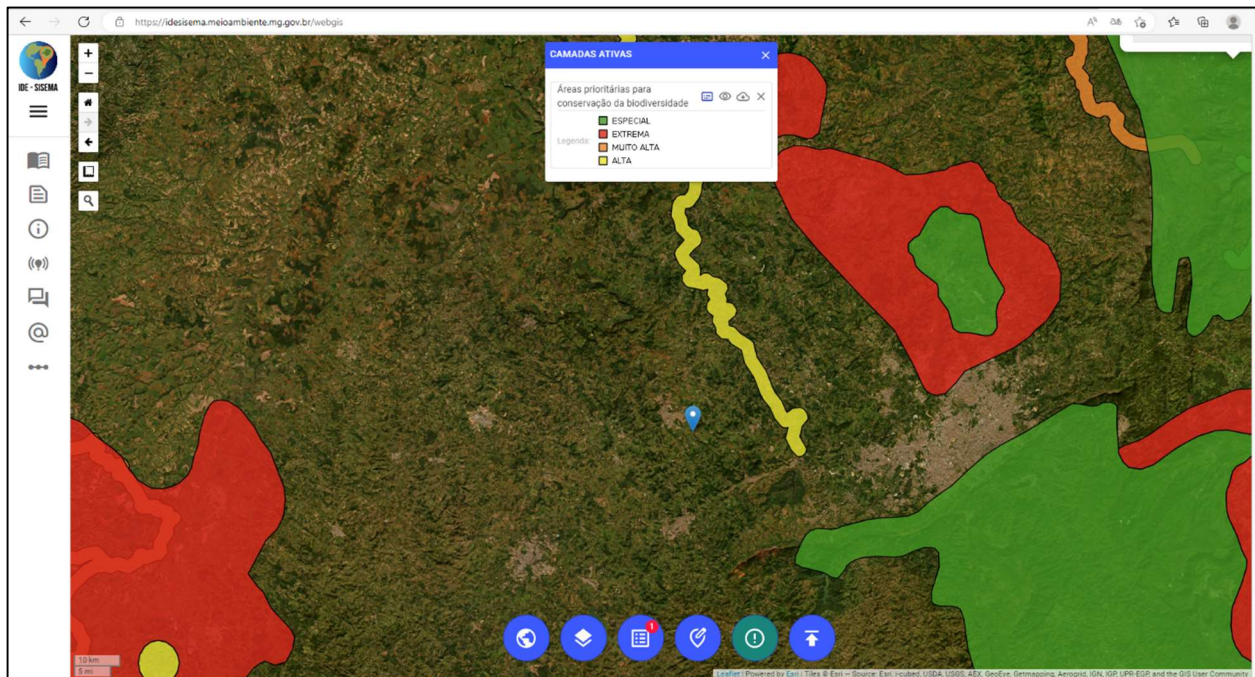 https://idesisema.meioambiente.mg.gov.br/webgis
IDE - SISEMA
CAMADAS ATIVAS
Áreas prioritárias para
conservação da biodiversidade
Legenda:
ESPECIAL
EXTREMA
MUITO ALTA
ALTA
1
10 km
5 mi
Leaflet | Powered by Esri | Tiles © Esri — Source: Esri, i-cubed, USDA, USGS, AEX, GeoEye, Getmapping, Aerogrid, IGN, IGP, UPR-EGP, and the GIS User Community